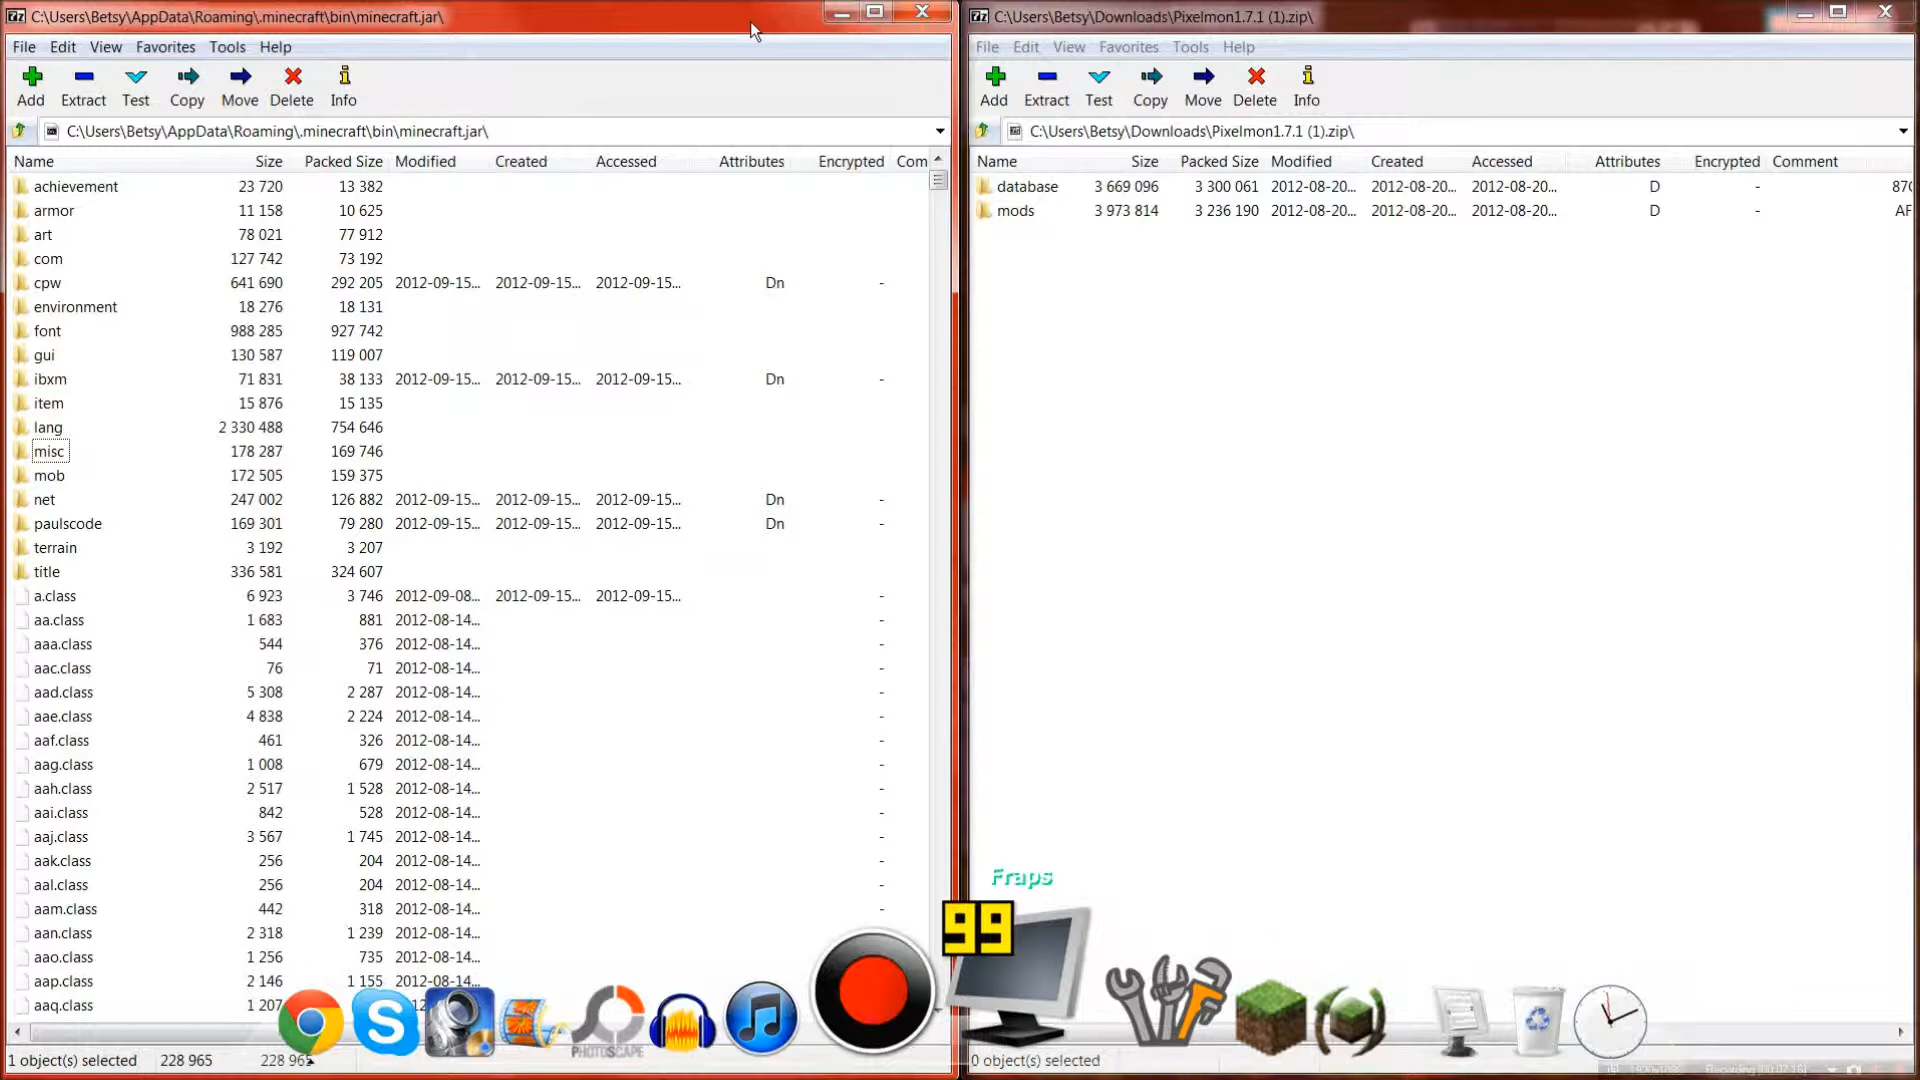 C:\Users\Betsy\AppData\Roaming\.minecraft\bin\minecraft.jar\
File Edit View Favorites Tools Help
Add Extract Test Copy Move Delete Info
C:\Users\Betsy\AppData\Roaming\.minecraft\bin\minecraft.jar\
Name Size Packed Size Modified Created Accessed Attributes Encrypted Com
achievement 23 720 13 382
armor 11 158 10 625
art 78 021 77 912
com 127 742 73 192
cpw 641 690 292 205 2012-09-15... 2012-09-15... 2012-09-15... Dn -
environment 18 276 18 131
font 988 285 927 742
gui 130 587 119 007
ibxm 71 831 38 133 2012-09-15... 2012-09-15... 2012-09-15... Dn -
item 15 876 15 135
lang 2 330 488 754 646
misc 178 287 169 746
mob 172 505 159 375
net 247 002 126 882 2012-09-15... 2012-09-15... 2012-09-15... Dn -
paulscode 169 301 79 280 2012-09-15... 2012-09-15... 2012-09-15... Dn -
terrain 3 192 3 207
title 336 581 324 607
a.class 6 923 3 746 2012-09-08... 2012-09-15... 2012-09-15... -
aa.class 1 683 881 2012-08-14... -
aaa.class 544 376 2012-08-14... -
aac.class 76 71 2012-08-14... -
aad.class 5 308 2 287 2012-08-14... -
aae.class 4 838 2 224 2012-08-14... -
aaf.class 461 326 2012-08-14... -
aag.class 1 008 679 2012-08-14... -
aah.class 2 517 1 528 2012-08-14... -
aai.class 842 528 2012-08-14... -
aaj.class 3 567 1 745 2012-08-14... -
aak.class 256 204 2012-08-14... -
aal.class 256 204 2012-08-14... -
aam.class 442 318 2012-08-14... -
aan.class 2 318 1 239 2012-08-14...
aao.class 1 256 735 2012-08-14...
aap.class 2 146 1 155 2012-08-14...
aaq.class 1 207
1 object(s) selected 228 965 228 965
C:\Users\Betsy\Downloads\Pixelmon1.7.1 (1).zip\
File Edit View Favorites Tools Help
Add Extract Test Copy Move Delete Info
C:\Users\Betsy\Downloads\Pixelmon1.7.1 (1).zip\
Name Size Packed Size Modified Created Accessed Attributes Encrypted Comment
database 3 669 096 3 300 061 2012-08-20... 2012-08-20... 2012-08-20... D - 870
mods 3 973 814 3 236 190 2012-08-20... 2012-08-20... 2012-08-20... D - AF
Fraps
99
PHOTOSCAPE
0 object(s) selected